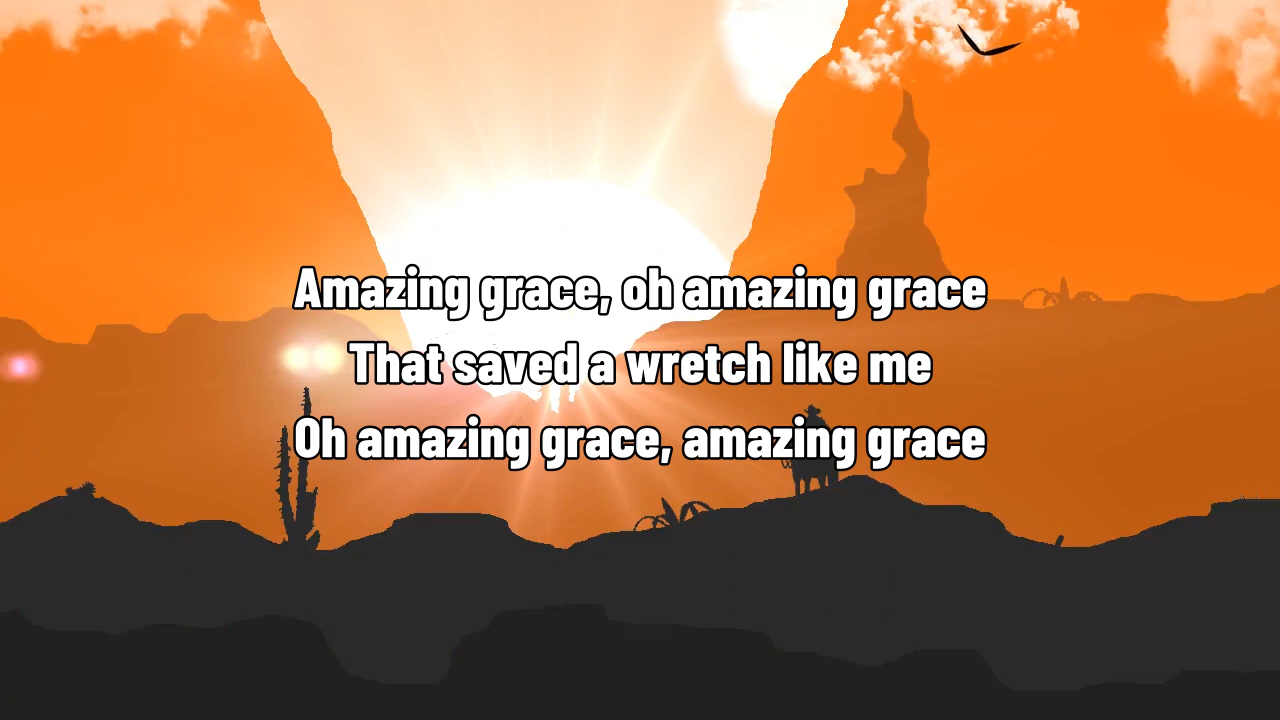 Amazing grace, oh amazing grace
That saved a wretch like me
Oh amazing grace, amazing grace